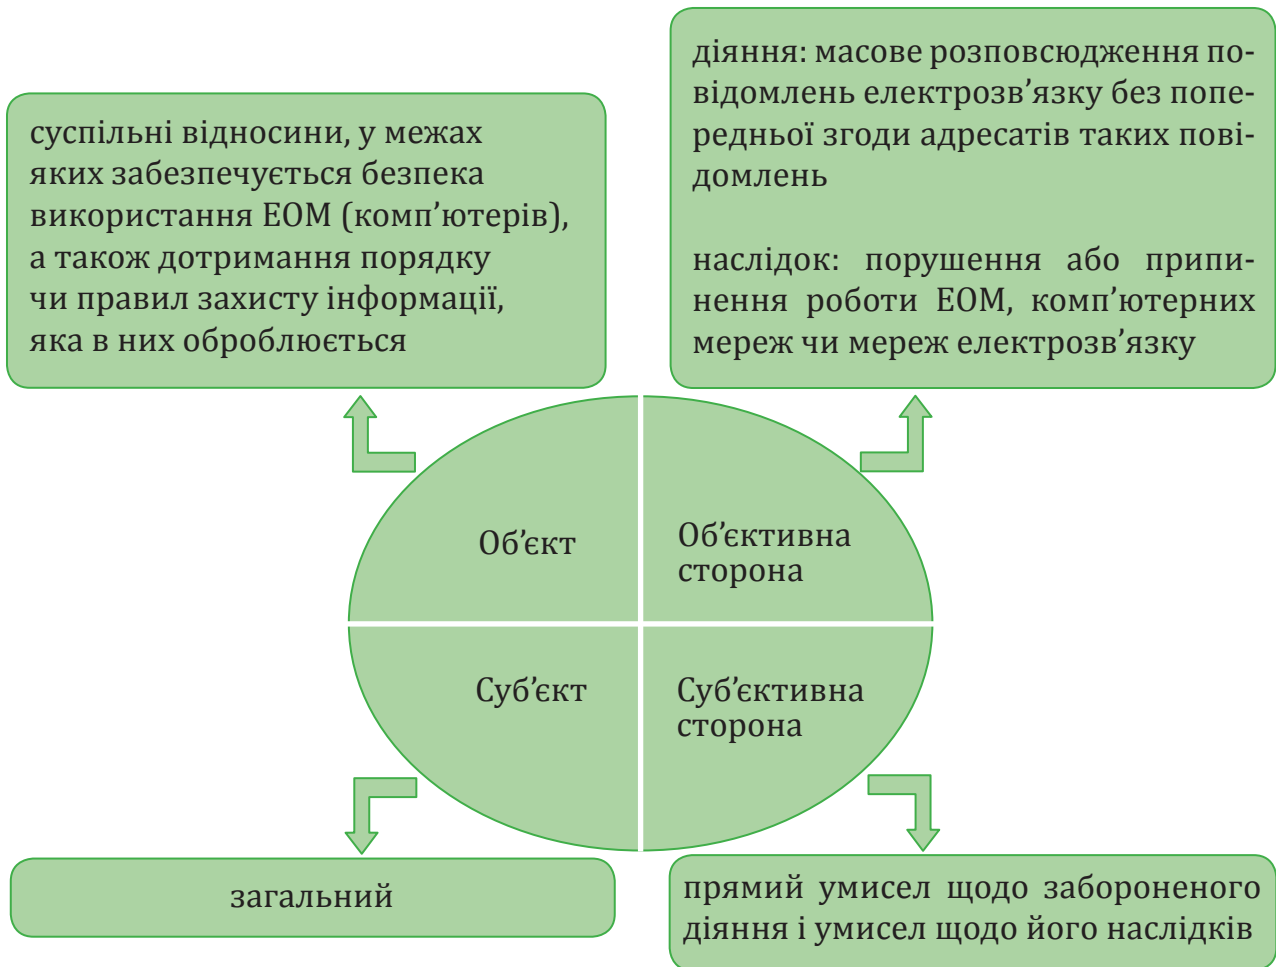 суспільні відносини, у межах
яких забезпечується безпека
використання ЕОМ (комп’ютерів),
а також дотримання порядку
чи правил захисту інформації,
яка в них оброблюється
діяння: масове розповсюдження по-
відомлень електрозв’язку без попе-
редньої згоди адресатів таких пові-
домлень
наслідок: порушення або припи-
нення роботи ЕОМ, комп’ютерних
мереж чи мереж електрозв’язку
Об’єкт
Об’єктивна
сторона
Суб’єкт
Суб’єктивна
сторона
загальний
прямий умисел щодо забороненого
діяння і умисел щодо його наслідків